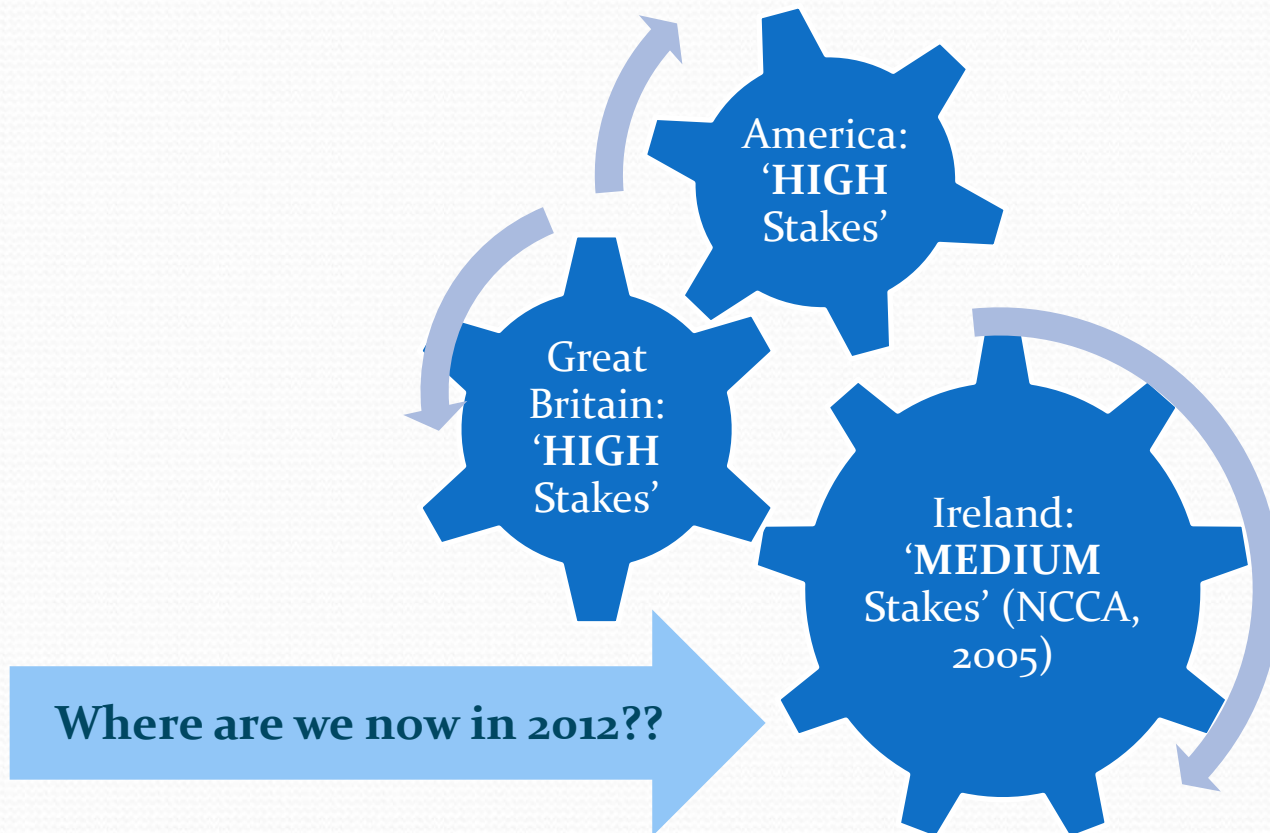 America:
‘HIGH
Stakes’
Great
Britain:
‘HIGH
Stakes’
Ireland:
‘MEDIUM
Stakes’ (NCCA,
2005)
Where are we now in 2012??